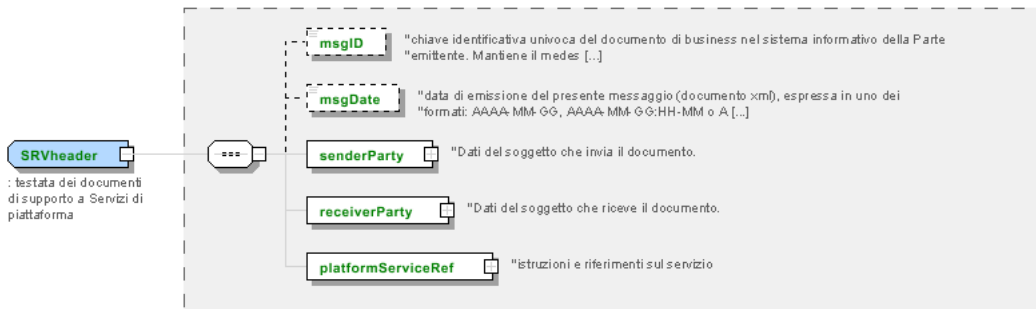 msgID
"chiave identificativa univoca del documento di business nel sistema informativo della Parte
"emittente. Mantiene il medes [...]
msgDate
"data di emissione del presente messaggio (documento xml), espressa in uno dei
"formati: AAAA-MM-GG, AAAA-MM-GG:HH-MM o A [...]
SRVheader
: testata dei documenti
di supporto a Servizi di
piattaforma
senderParty
"Dati del soggetto che invia il documento.
receiverParty
"Dati del soggetto che riceve il documento.
platformServiceRef
"istruzioni e riferimenti sul servizio